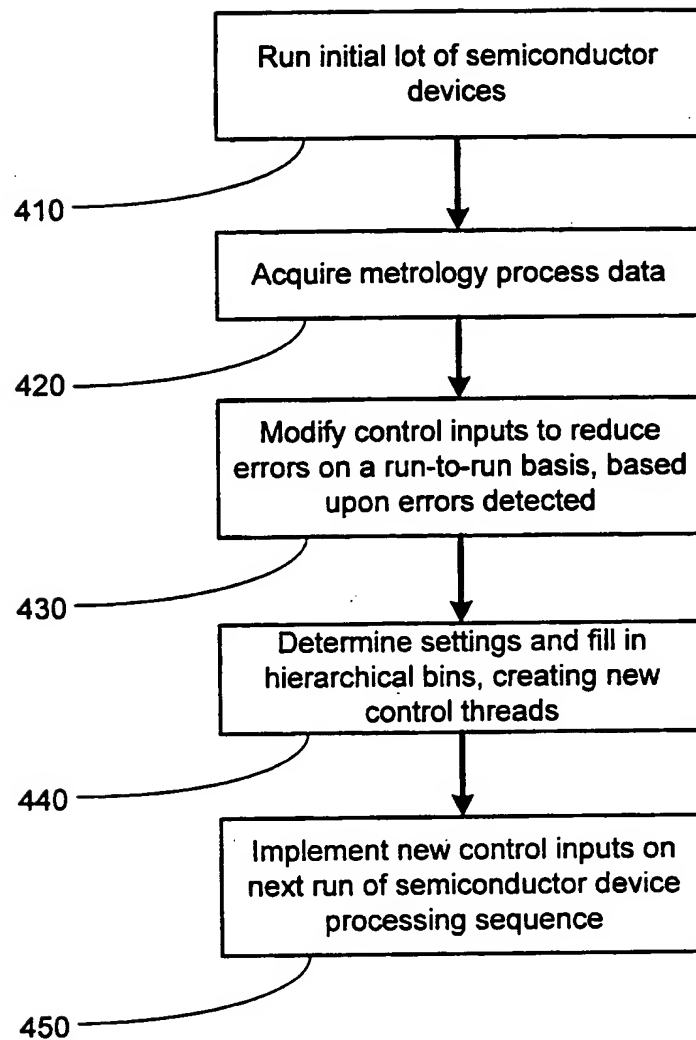 Run initial lot of semiconductor
devices
410
Acquire metrology process data
420
Modify control inputs to reduce
errors on a run-to-run basis, based
upon errors detected
430
Determine settings and fill in
hierarchical bins, creating new
control threads
440
Implement new control inputs on
next run of semiconductor device
processing sequence
450